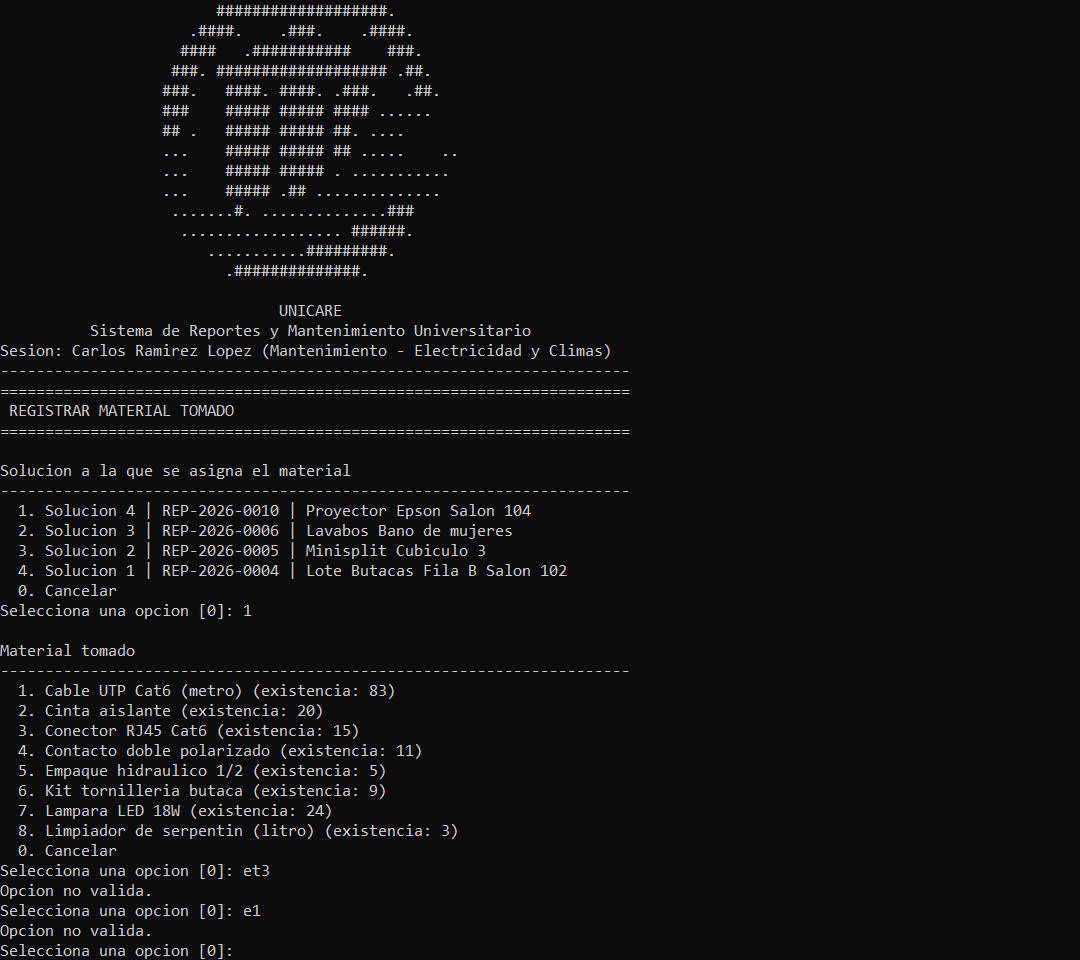 ###################.
.####.    .###.    .####.
####   .###########    ###.
###. ################### .##.
###.   ####. ####. .###.   .##.
###    ##### ##### #### ......
## .   ##### ##### ##. ....
...    ##### ##### ## .....    ..
...    ##### ##### . ...........
...    ##### .## ..............
.......#. ..............###
.................. ######.
...........#########.
.##############.
UNICARE
Sistema de Reportes y Mantenimiento Universitario
Sesion: Carlos Ramirez Lopez (Mantenimiento - Electricidad y Climas)
----------------------------------------------------------------------
======================================================================
REGISTRAR MATERIAL TOMADO
======================================================================
Solucion a la que se asigna el material
----------------------------------------------------------------------
1. Solucion 4 | REP-2026-0010 | Proyector Epson Salon 104
2. Solucion 3 | REP-2026-0006 | Lavabos Bano de mujeres
3. Solucion 2 | REP-2026-0005 | Minisplit Cubiculo 3
4. Solucion 1 | REP-2026-0004 | Lote Butacas Fila B Salon 102
0. Cancelar
Selecciona una opcion [0]: 1
Material tomado
----------------------------------------------------------------------
1. Cable UTP Cat6 (metro) (existencia: 83)
2. Cinta aislante (existencia: 20)
3. Conector RJ45 Cat6 (existencia: 15)
4. Contacto doble polarizado (existencia: 11)
5. Empaque hidraulico 1/2 (existencia: 5)
6. Kit tornilleria butaca (existencia: 9)
7. Lampara LED 18W (existencia: 24)
8. Limpiador de serpentin (litro) (existencia: 3)
0. Cancelar
Selecciona una opcion [0]: et3
Opcion no valida.
Selecciona una opcion [0]: e1
Opcion no valida.
Selecciona una opcion [0]: